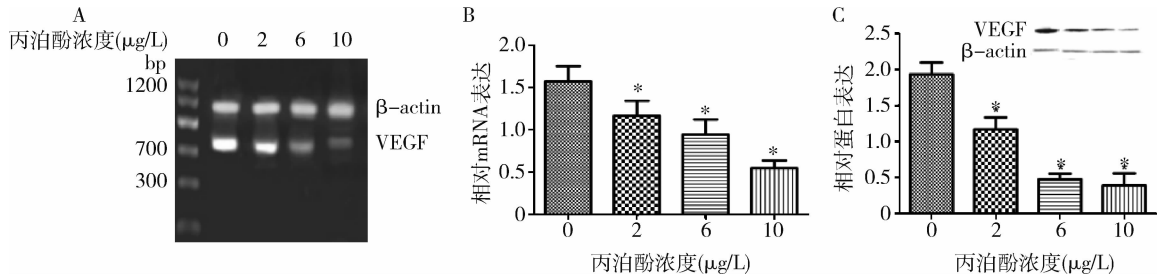 A
丙泊酚浓度(μg/L) 0 2 6 10
bp
1200
700
300
β-actin
VEGF
B
相对mRNA表达
2.0
1.5
1.0
0.5
0
* * *
0 2 6 10
丙泊酚浓度(μg/L)
C
VEGF
β-actin
相对蛋白表达
2.5
2.0
1.5
1.0
0.5
0
* * *
0 2 6 10
丙泊酚浓度(μg/L)